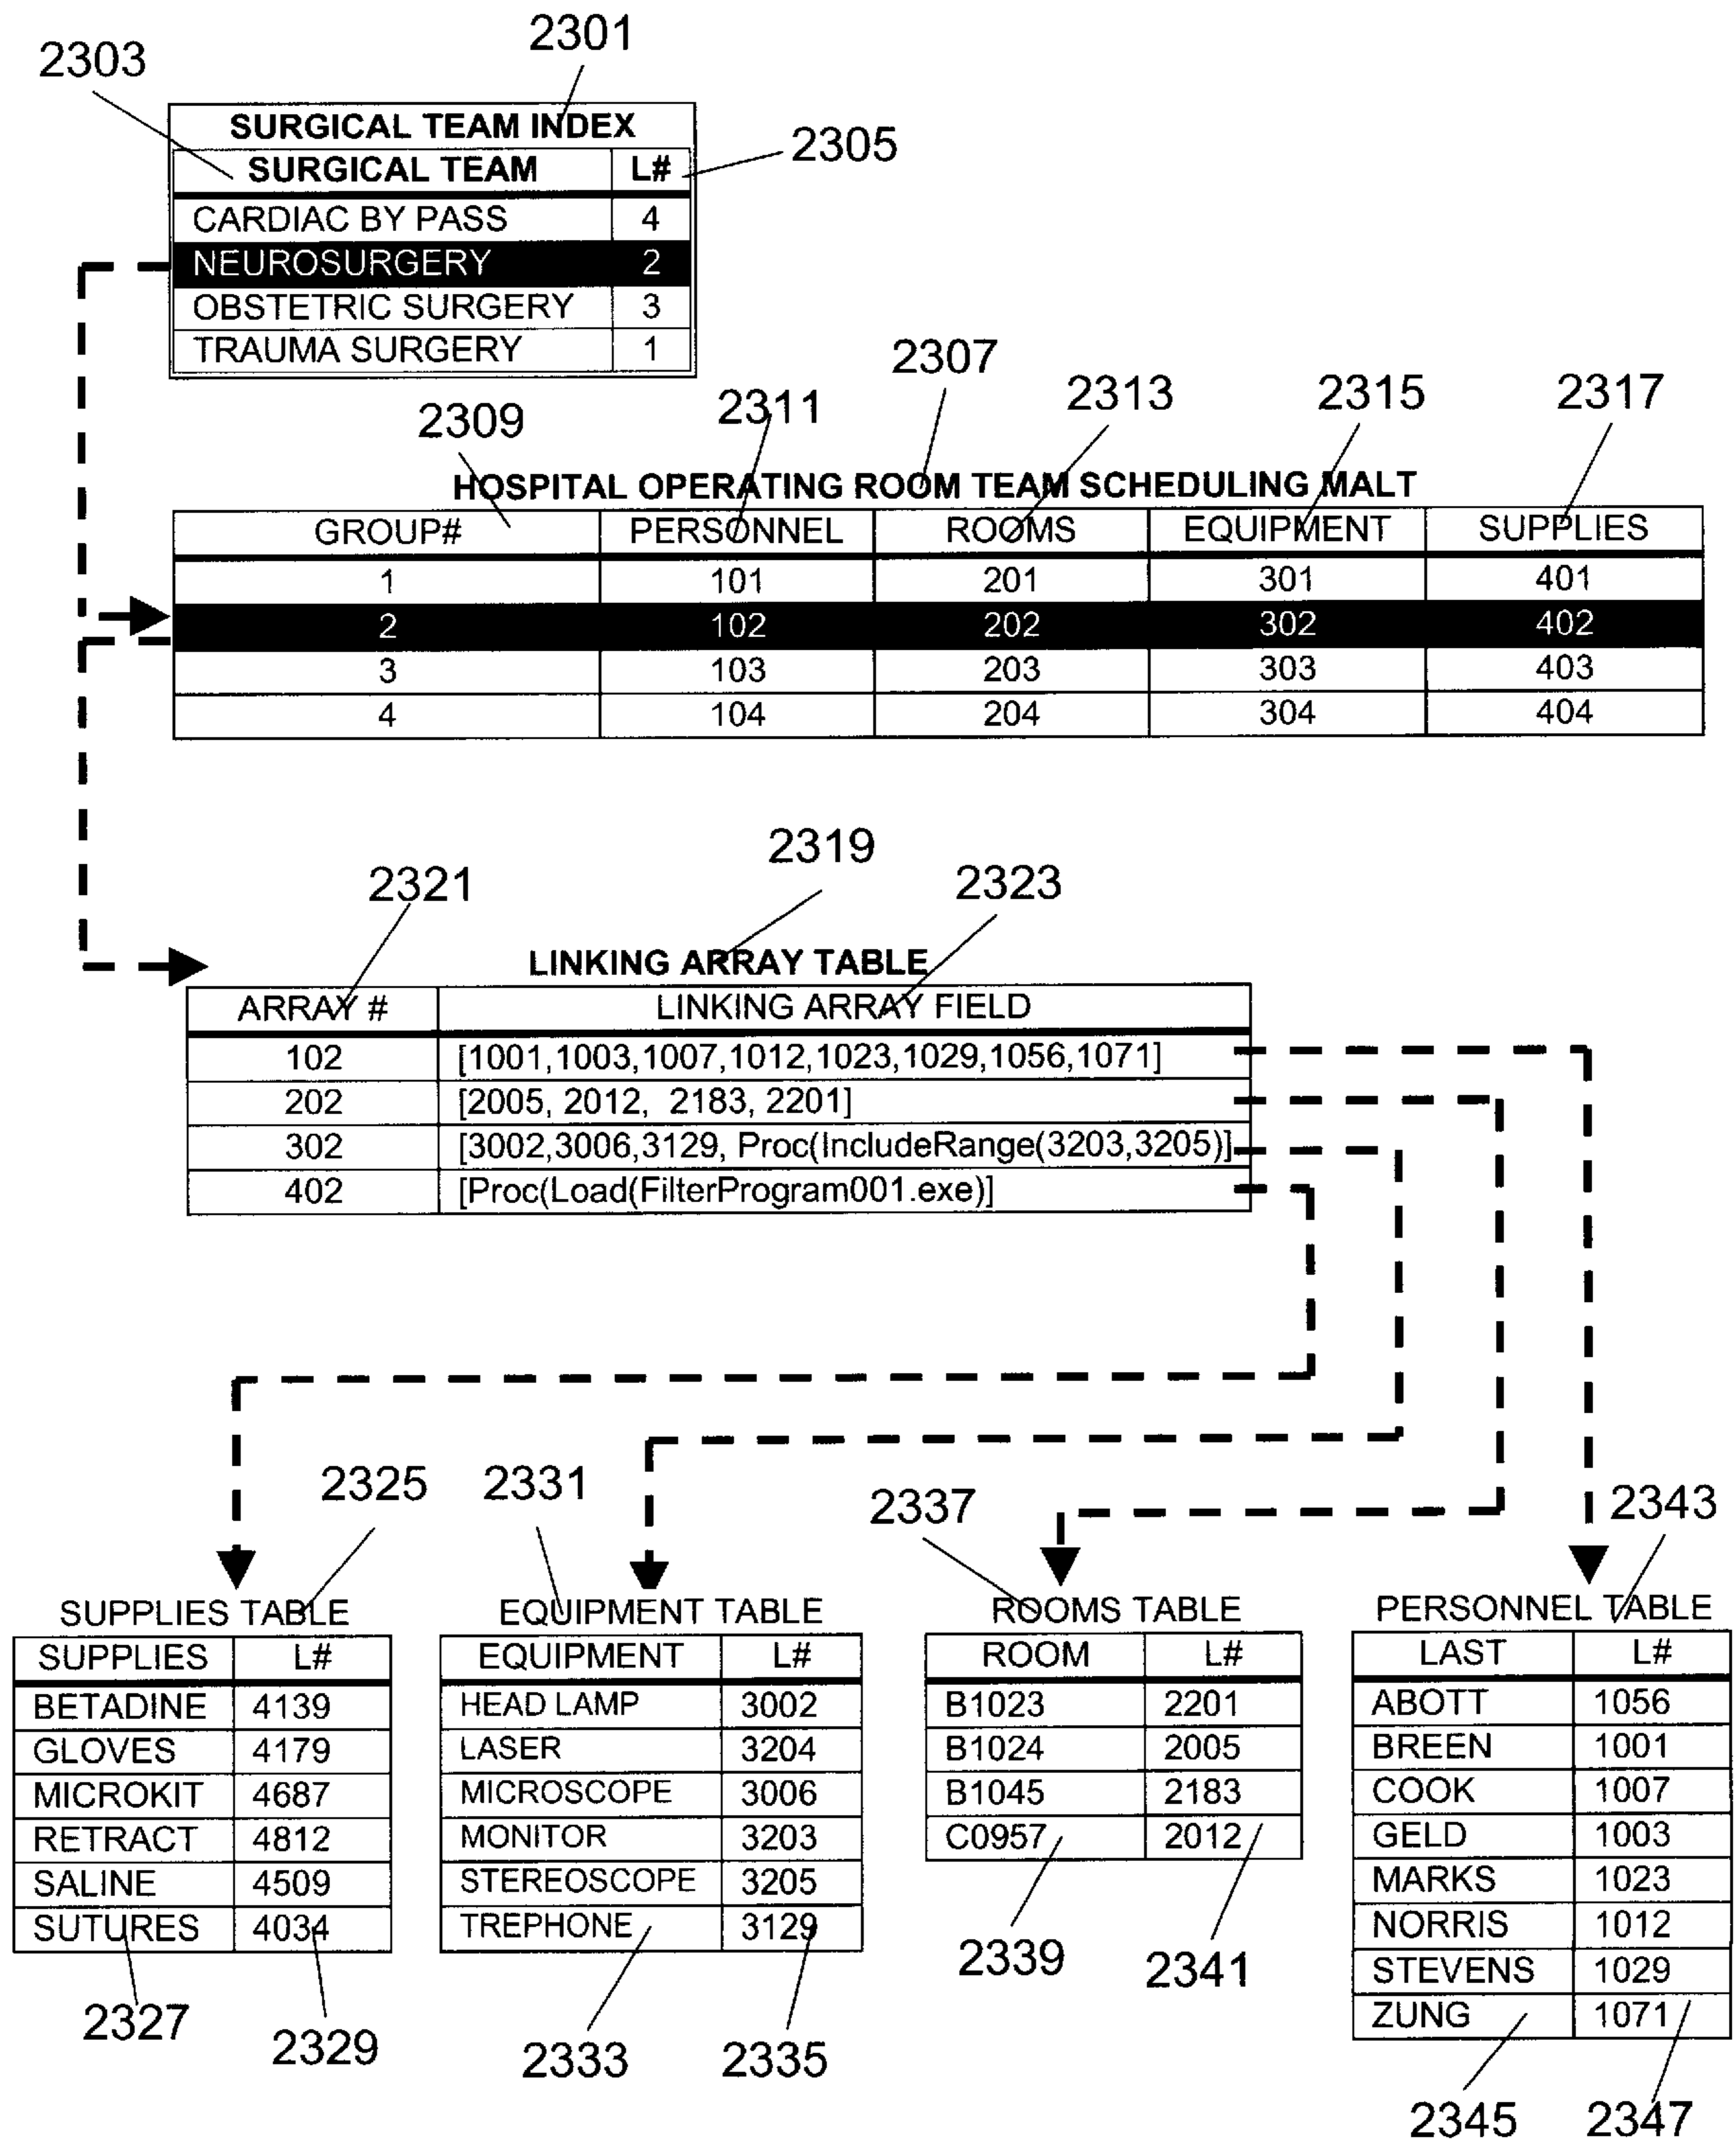 2301
2303
SURGICAL TEAM INDEX
2305
SURGICAL TEAM L#
CARDIAC BY PASS 4
NEUROSURGERY 2
OBSTETRIC SURGERY 3
TRAUMA SURGERY 1
2307
2309 2311 2313 2315 2317
HOSPITAL OPERATING ROOM TEAM SCHEDULING MALT
GROUP# PERSONNEL ROOMS EQUIPMENT SUPPLIES
1 101 201 301 401
2 102 202 302 402
3 103 203 303 403
4 104 204 304 404
2319
2321 2323
LINKING ARRAY TABLE
ARRAY # LINKING ARRAY FIELD
102 [1001,1003,1007,1012,1023,1029,1056,1071]
202 [2005, 2012, 2183, 2201]
302 [3002,3006,3129, Proc(IncludeRange(3203,3205)]
402 [Proc(Load(FilterProgram001.exe)]
2325 2331 2337 2343
SUPPLIES TABLE
SUPPLIES L#
BETADINE 4139
GLOVES 4179
MICROKIT 4687
RETRACT 4812
SALINE 4509
SUTURES 4034
2327 2329
EQUIPMENT TABLE
EQUIPMENT L#
HEAD LAMP 3002
LASER 3204
MICROSCOPE 3006
MONITOR 3203
STEREOSCOPE 3205
TREPHONE 3129
2333 2335
ROOMS TABLE
ROOM L#
B1023 2201
B1024 2005
B1045 2183
C0957 2012
2339 2341
PERSONNEL TABLE
LAST L#
ABOTT 1056
BREEN 1001
COOK 1007
GELD 1003
MARKS 1023
NORRIS 1012
STEVENS 1029
ZUNG 1071
2345 2347